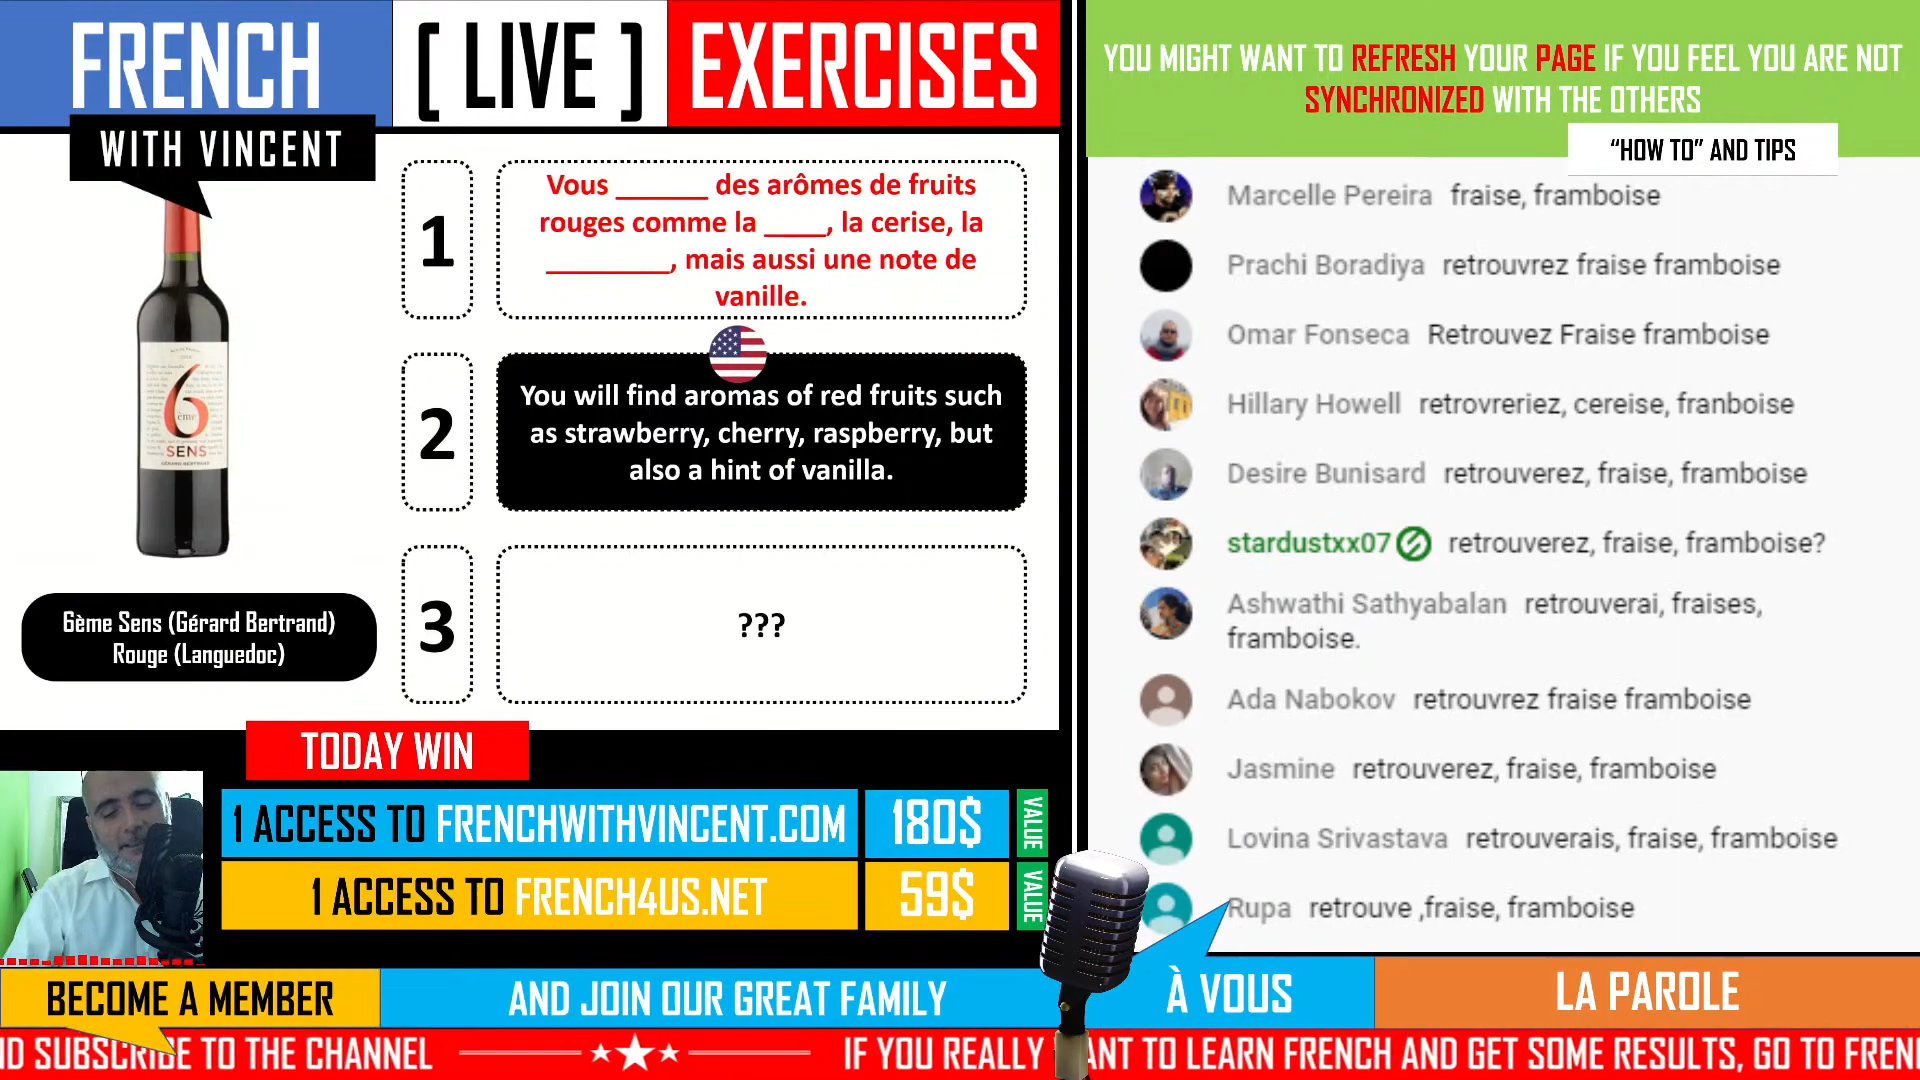 FRENCH [ LIVE ] EXERCISES
WITH VINCENT
1
Vous ______ des arômes de fruits
rouges comme la ____, la cerise, la
________, mais aussi une note de
vanille.
2
You will find aromas of red fruits such
as strawberry, cherry, raspberry, but
also a hint of vanilla.
3
???
6
ème
SENS
GÉRARD BERTRAND
6ème Sens (Gérard Bertrand)
Rouge (Languedoc)
TODAY WIN
1 ACCESS TO FRENCHWITHVINCENT.COM 180$ VALUE
1 ACCESS TO FRENCH4US.NET 59$ VALUE
YOU MIGHT WANT TO REFRESH YOUR PAGE IF YOU FEEL YOU ARE NOT
SYNCHRONIZED WITH THE OTHERS
“HOW TO” AND TIPS
Marcelle Pereira fraise, framboise
Prachi Boradiya retrouvrez fraise framboise
Omar Fonseca Retrouvez Fraise framboise
Hillary Howell retrovreriez, cereise, franboise
Desire Bunisard retrouverez, fraise, framboise
stardustxx07 retrouverez, fraise, framboise?
Ashwathi Sathyabalan retrouverai, fraises,
framboise.
Ada Nabokov retrouvrez fraise framboise
Jasmine retrouverez, fraise, framboise
Lovina Srivastava retrouverais, fraise, framboise
Rupa retrouve ,fraise, framboise
BECOME A MEMBER AND JOIN OUR GREAT FAMILY À VOUS LA PAROLE
ND SUBSCRIBE TO THE CHANNEL IF YOU REALLY WANT TO LEARN FRENCH AND GET SOME RESULTS, GO TO FREN